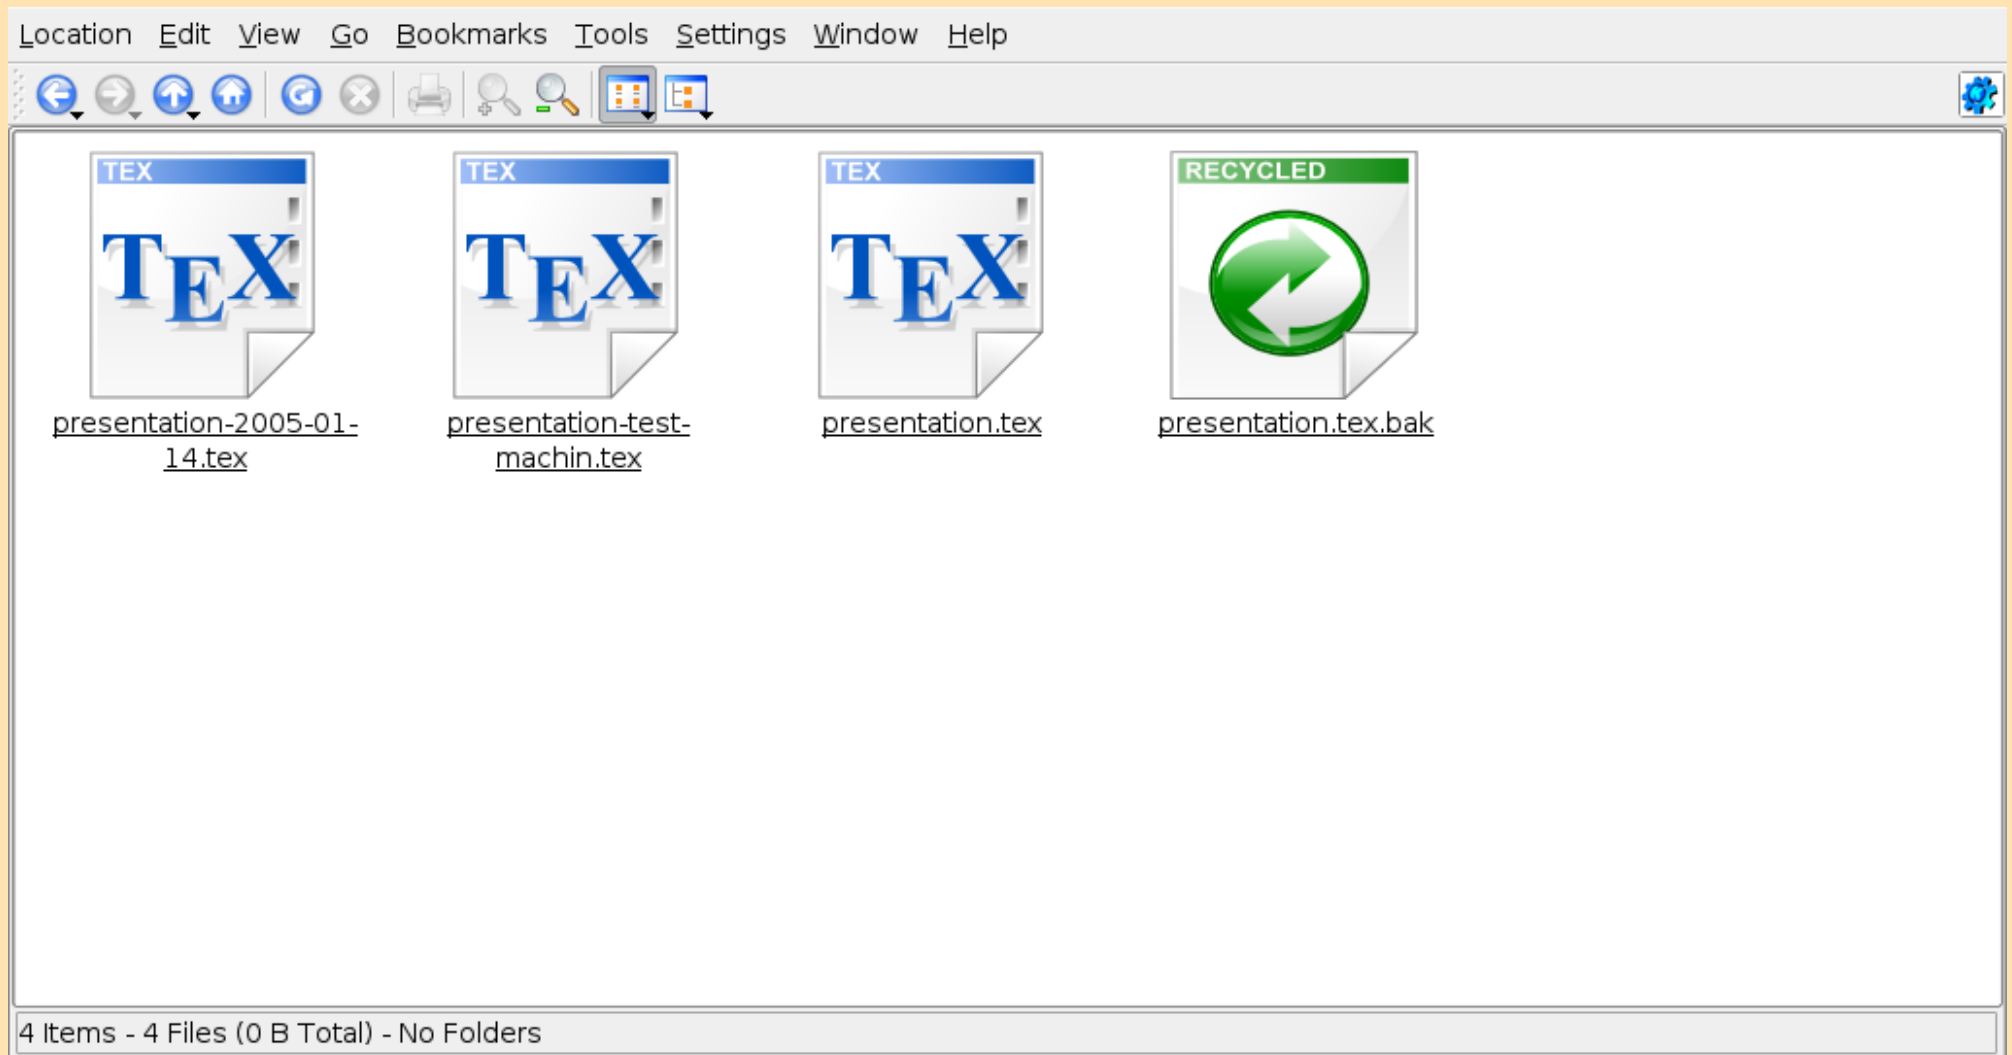 Location Edit View Go Bookmarks Tools Settings Window Help
TEX TEX TEX RECYCLED
TEX TEX TEX
presentation-2005-01- presentation-test- presentation.tex presentation.tex.bak
14.tex machin.tex
4 Items - 4 Files (0 B Total) - No Folders